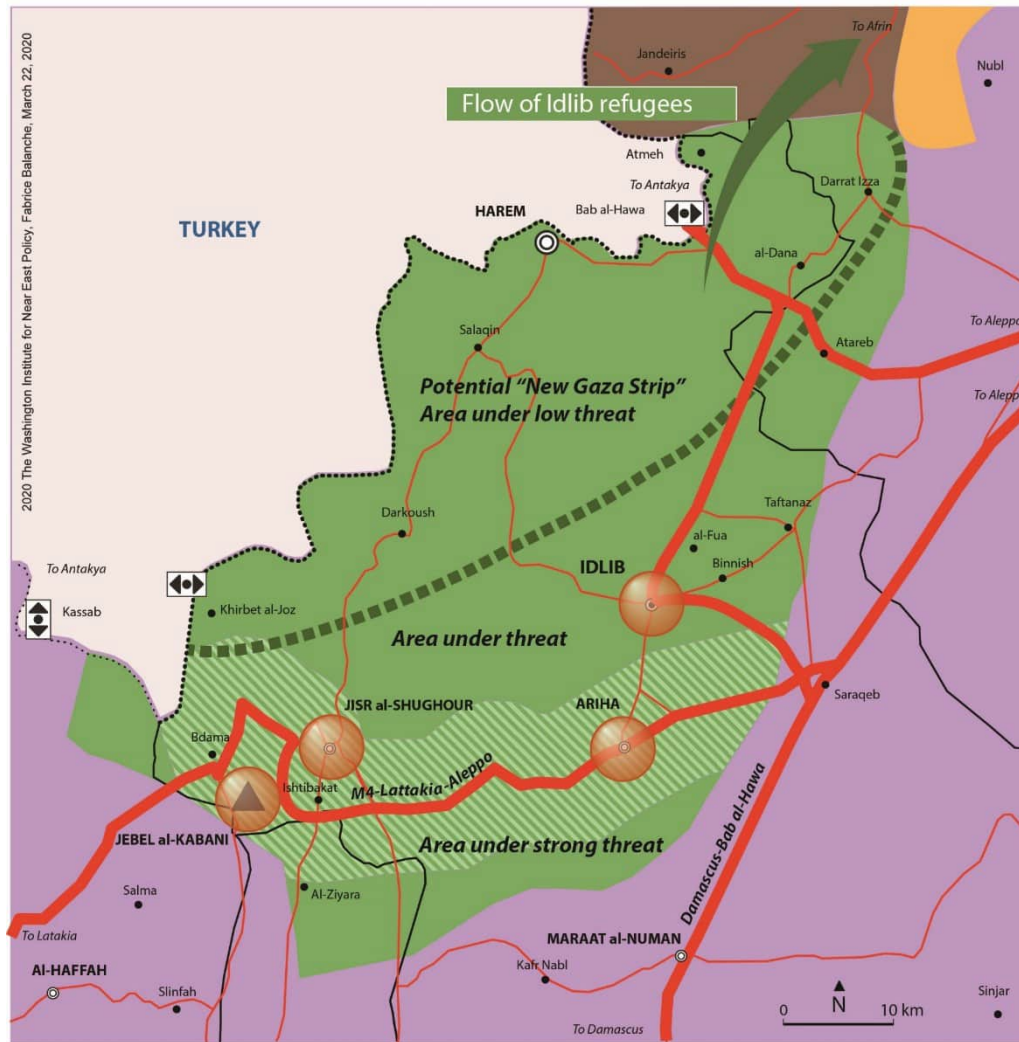 2020 The Washington Institute for Near East Policy, Fabrice Balanche, March 22, 2020
To Afrin
Jandeiris
Nubl
Flow of Idlib refugees
Atmeh
To Antakya
Darrat Izza
HAREM
Bab al-Hawa
TURKEY
al-Dana
To Aleppo
Salaqin
Atareb
Potential “New Gaza Strip”
Area under low threat
To Aleppo
Darkoush
Taftanaz
al-Fua
To Antakya
IDLIB
Binnish
Kassab
Khirbet al-Joz
Area under threat
Saraqeb
JISR al-SHUGHOUR
ARIHA
Bdama
M4-Lattakia-Aleppo
Ishtibakat
JEBEL al-KABANI
Area under strong threat
Damascus-Bab al-Hawa
Al-Ziyara
Salma
To Latakia
MARAAT al-NUMAN
Al-HAFFAH
Kafr Nabl
Slinfah
N
0 10 km
Sinjar
To Damascus